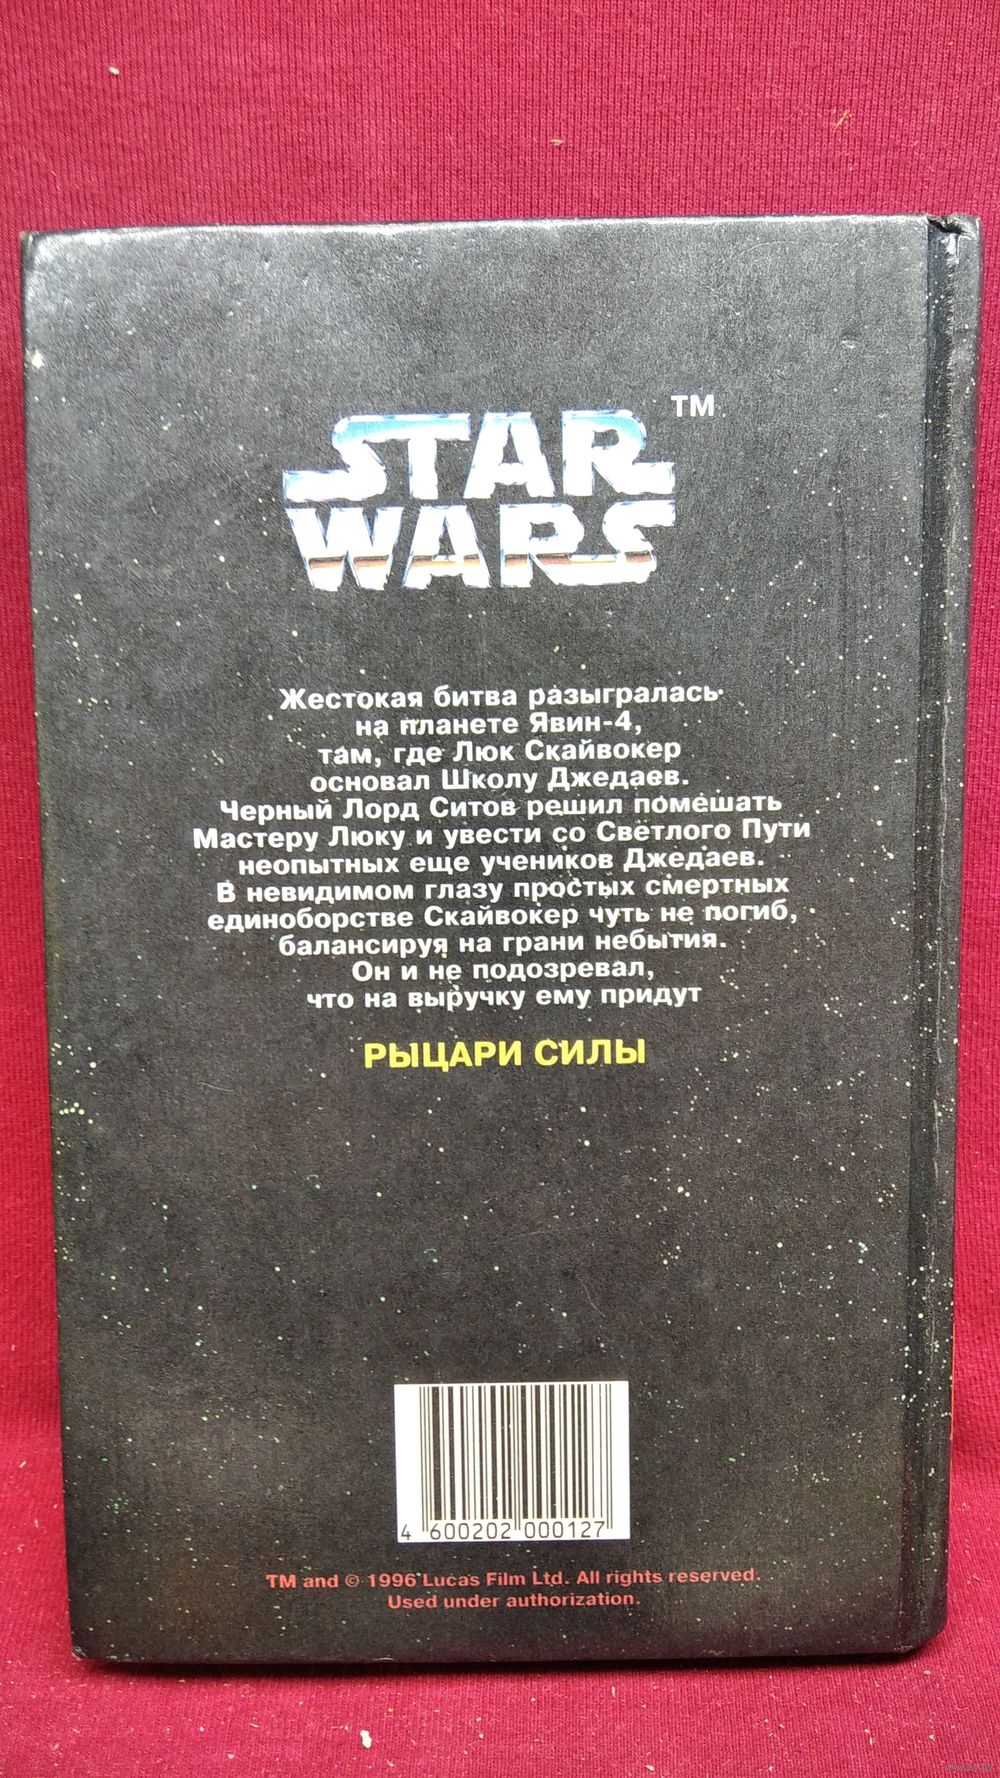 STAR TM
WARS
Жестокая битва разыгралась
на планете Явин-4,
там, где Люк Скайвокер
основал Школу Джедаев.
Черный Лорд Ситов решил помешать
Мастеру Люку и увести со Светлого Пути
неопытных еще учеников Джедаев.
В невидимом глазу простых смертных
единоборстве Скайвокер чуть не погиб,
балансируя на грани небытия.
Он и не подозревал,
что на выручку ему придут
РЫЦАРИ СИЛЫ
4 600202 000127
TM and © 1996 Lucas Film Ltd. All rights reserved.
Used under authorization.